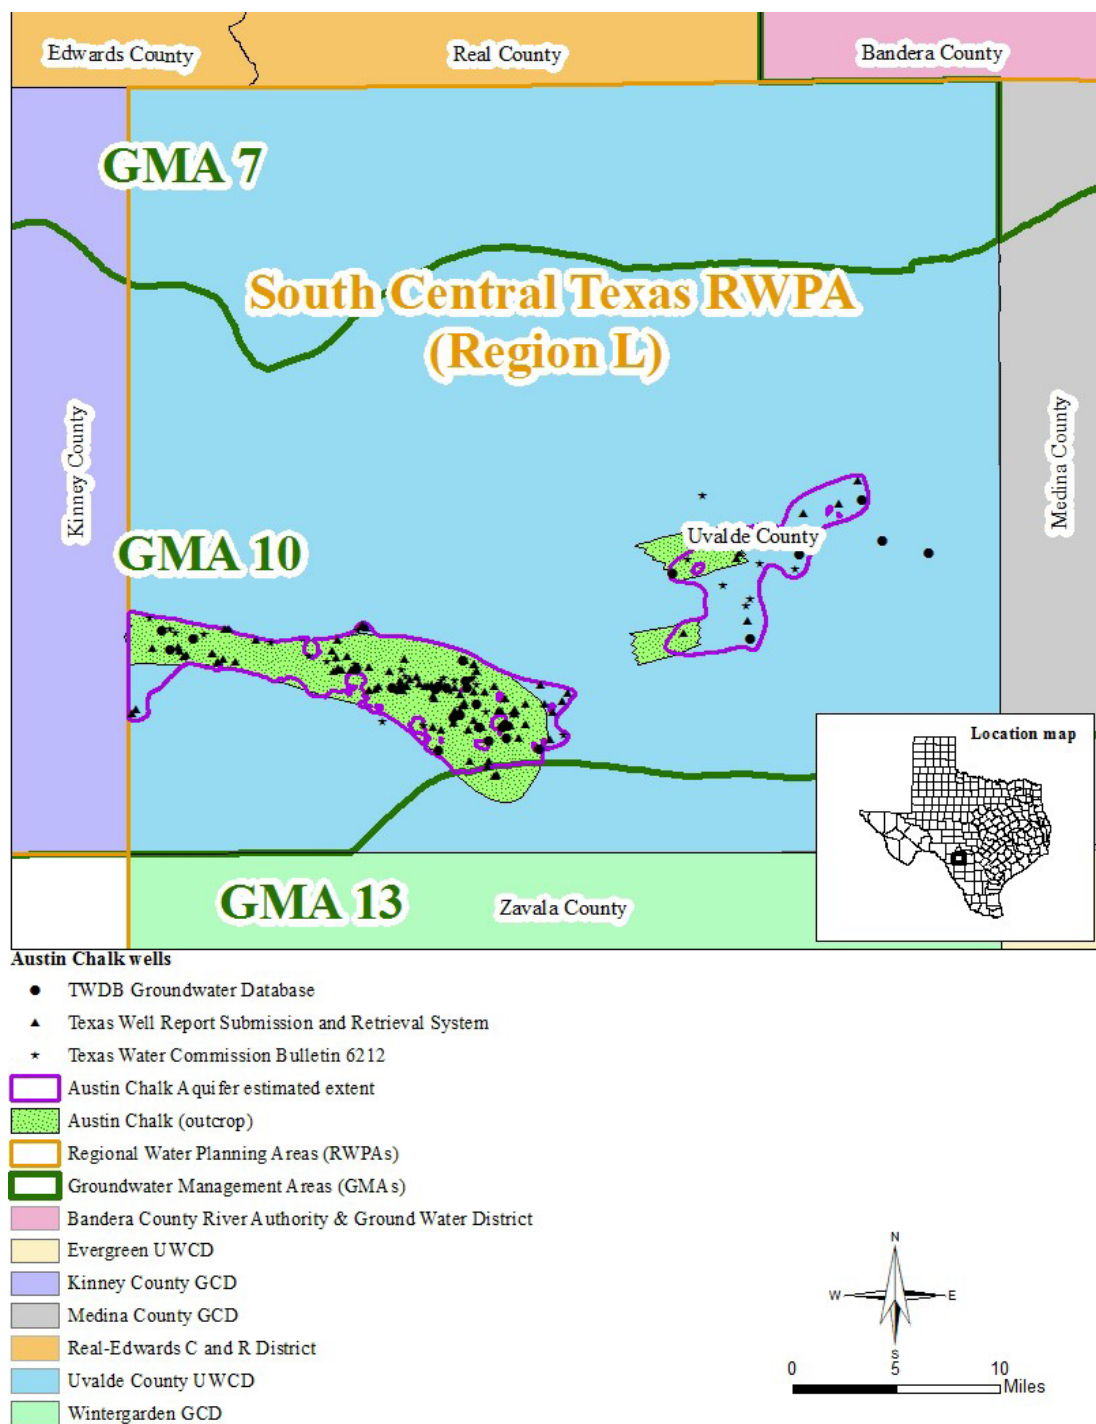 Edwards County
Real County
Bandera County
GMA 7
South Central Texas RWPA
(Region L)
Kinney County
Medina County
Uvalde County
GMA 10
Location map
GMA 13
Zavala County
Austin Chalk wells
TWDB Groundwater Database
Texas Well Report Submission and Retrieval System
Texas Water Commission Bulletin 6212
Austin Chalk Aquifer estimated extent
Austin Chalk (outcrop)
Regional Water Planning Areas (RWPAs)
Groundwater Management Areas (GMAs)
Bandera County River Authority & Ground Water District
Evergreen UWCD
Kinney County GCD
Medina County GCD
Real-Edwards C and R District
Uvalde County UWCD
Wintergarden GCD
N
W
E
S
0 5 10
Miles